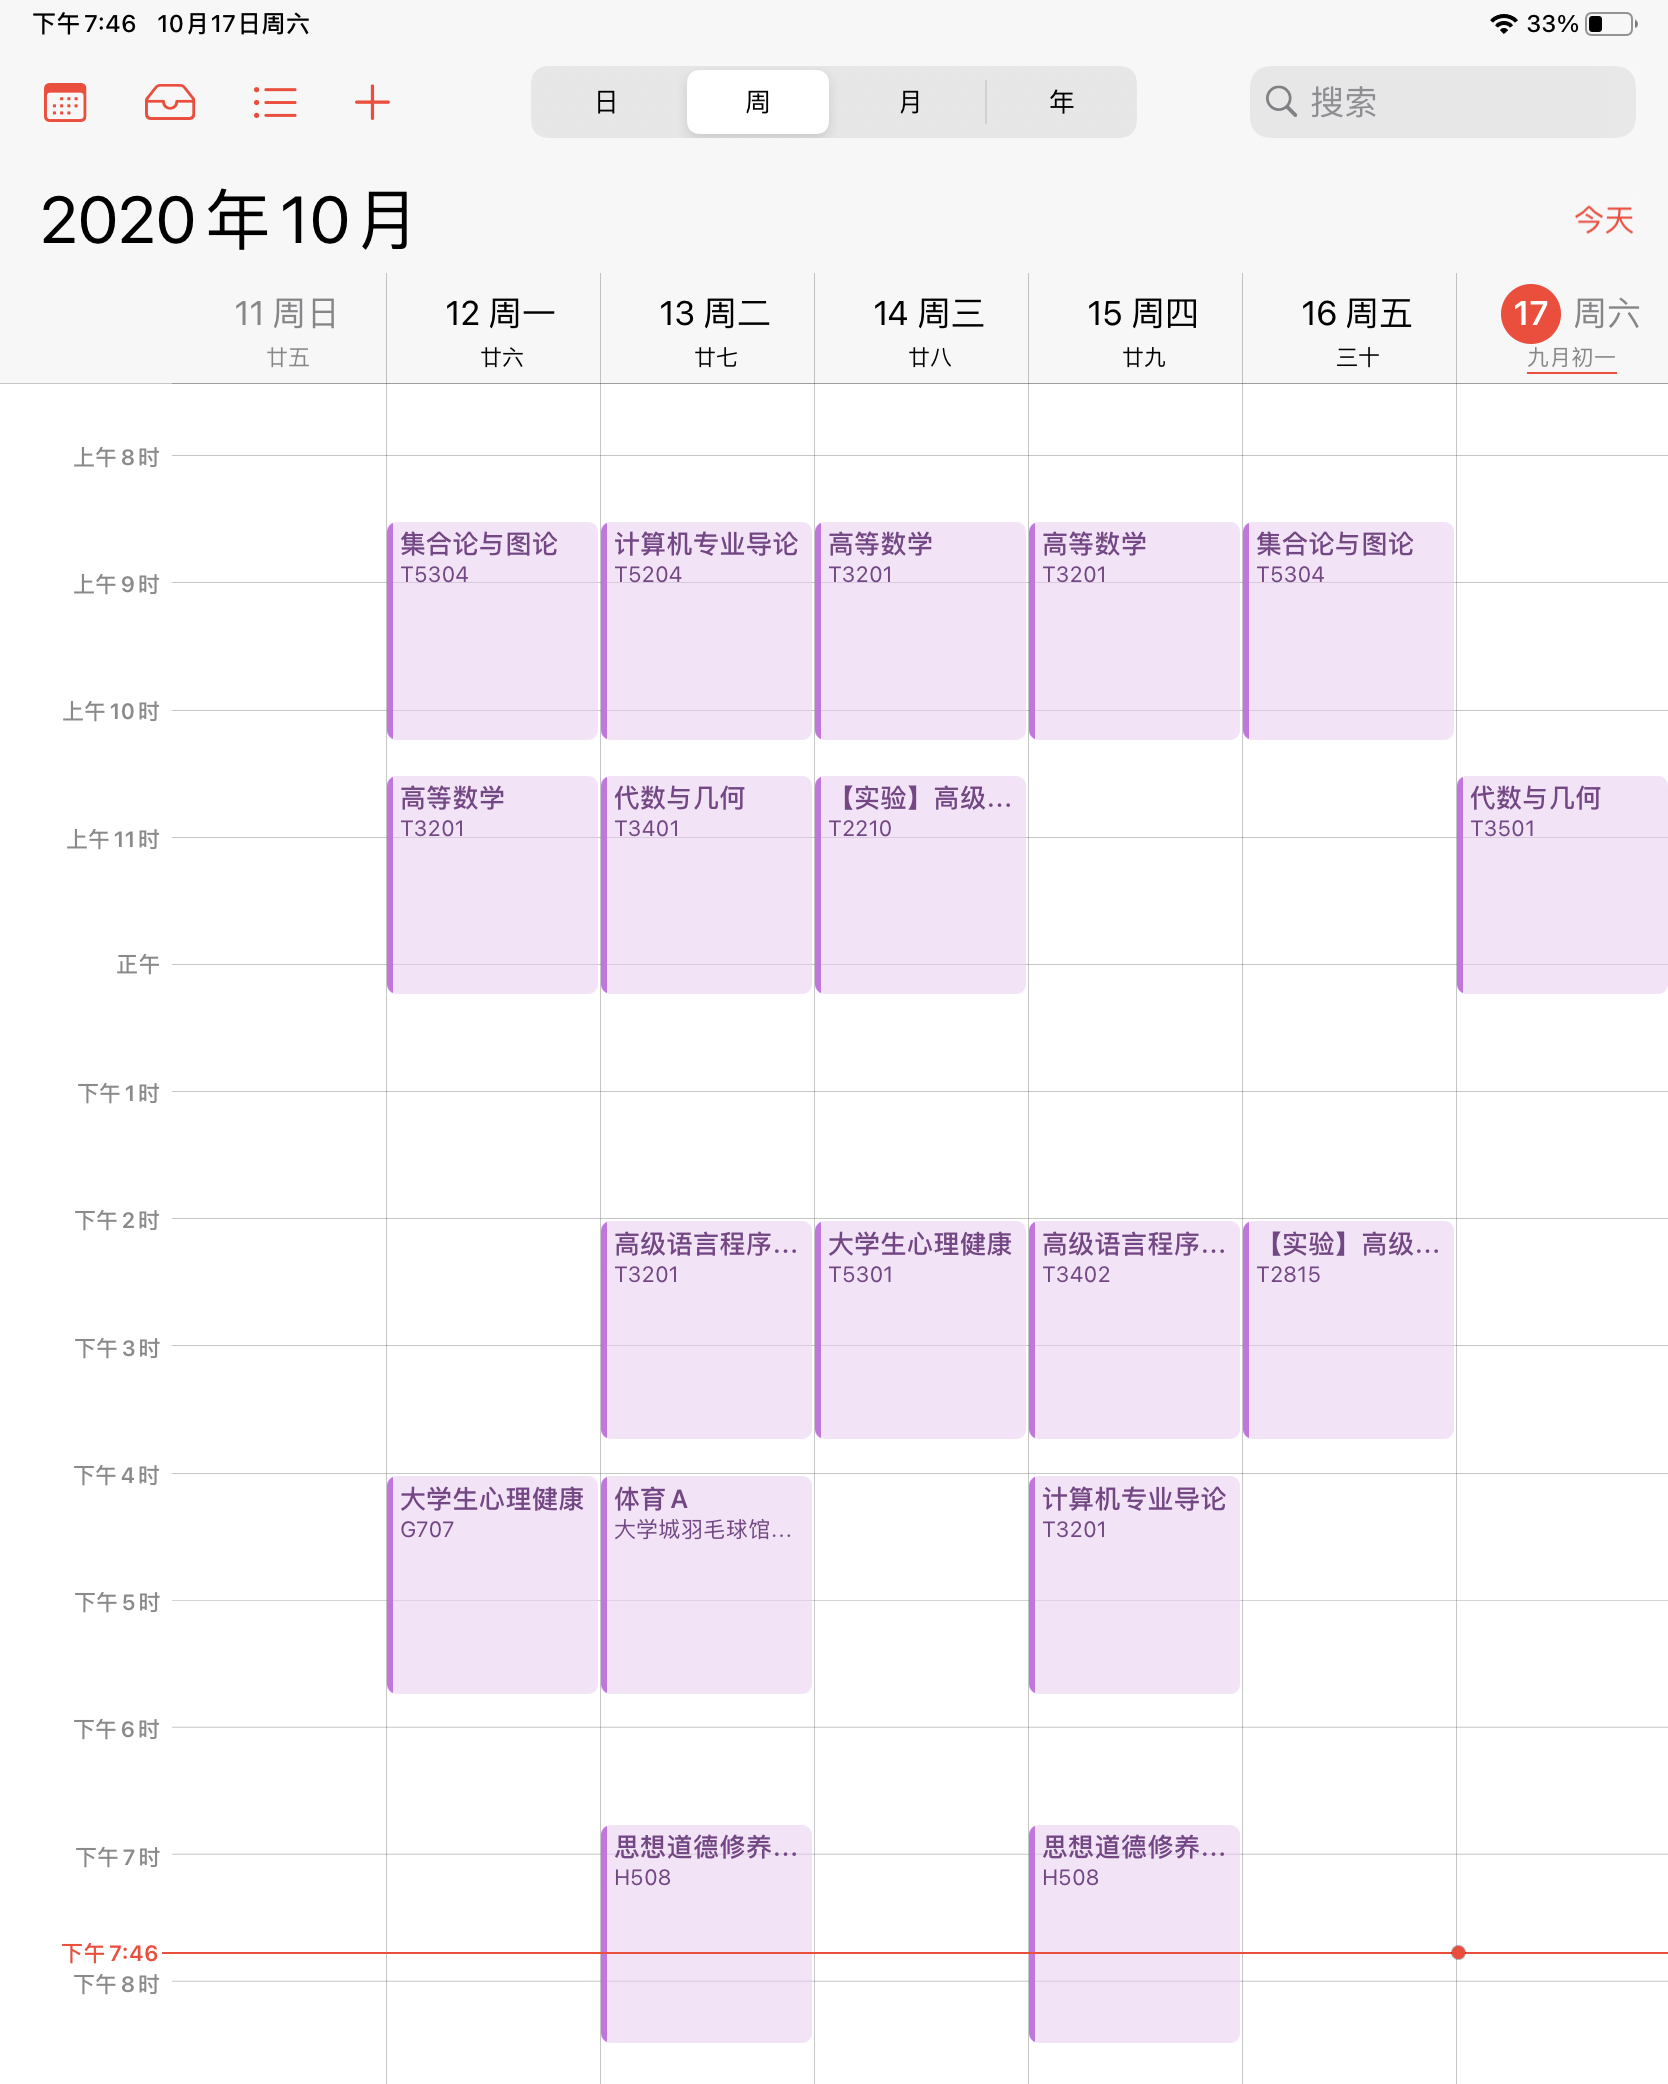 下午7:46 10月17日周六 33%
日 周 月 年 搜索
2020年10月 今天
11 周日 12 周一 13 周二 14 周三 15 周四 16 周五 17 周六
廿五 廿六 廿七 廿八 廿九 三十 九月初一
上午8时
集合论与图论 计算机专业导论 高等数学 高等数学 集合论与图论
T5304 T5204 T3201 T3201 T5304
上午9时
上午10时
高等数学 代数与几何 【实验】高级… 代数与几何
T3201 T3401 T2210 T3501
上午11时
正午
下午1时
下午2时
高级语言程序… 大学生心理健康 高级语言程序… 【实验】高级…
T3201 T5301 T3402 T2815
下午3时
下午4时
大学生心理健康 体育A 计算机专业导论
G707 大学城羽毛球馆… T3201
下午5时
下午6时
思想道德修养… 思想道德修养…
下午7时
H508 H508
下午7:46
下午8时